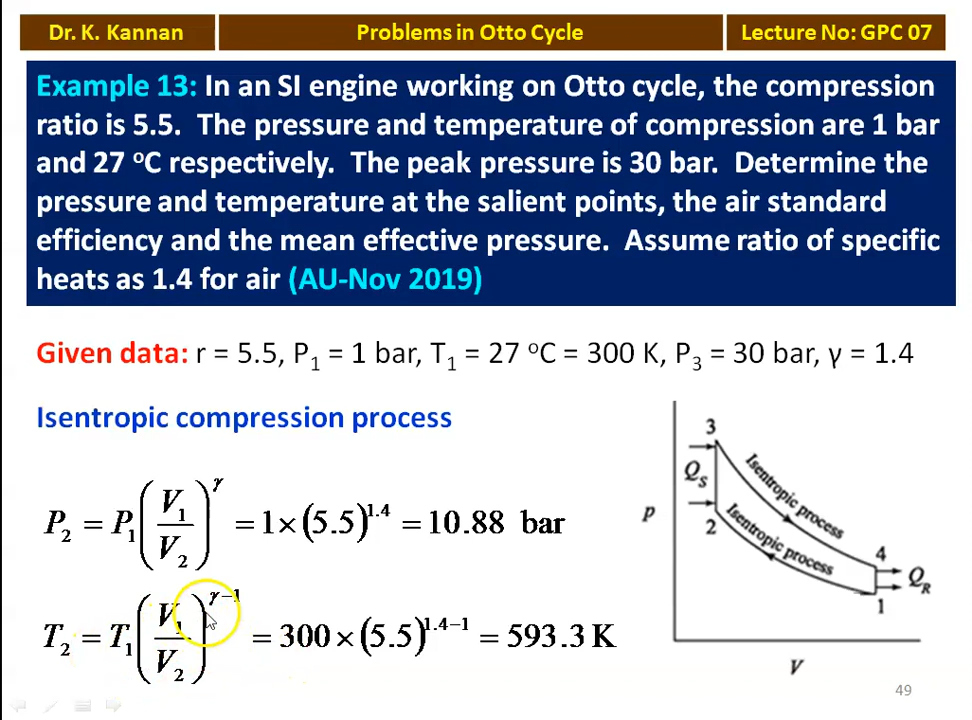 Dr. K. Kannan
Problems in Otto Cycle
Lecture No: GPC 07
Example 13: In an SI engine working on Otto cycle, the compression
ratio is 5.5. The pressure and temperature of compression are 1 bar
and 27 ᵒC respectively. The peak pressure is 30 bar. Determine the
pressure and temperature at the salient points, the air standard
efficiency and the mean effective pressure. Assume ratio of specific
heats as 1.4 for air (AU-Nov 2019)
Given data: r = 5.5, P₁ = 1 bar, T₁ = 27 ᵒC = 300 K, P₃ = 30 bar, γ = 1.4
Isentropic compression process
P₂ = P₁(V₁/V₂)^γ = 1×(5.5)^1.4 = 10.88 bar
T₂ = T₁(V₁/V₂)^(γ−1) = 300×(5.5)^(1.4−1) = 593.3 K
3
Q_S
Isentropic process
p
2
Isentropic process
4
Q_R
1
V
49